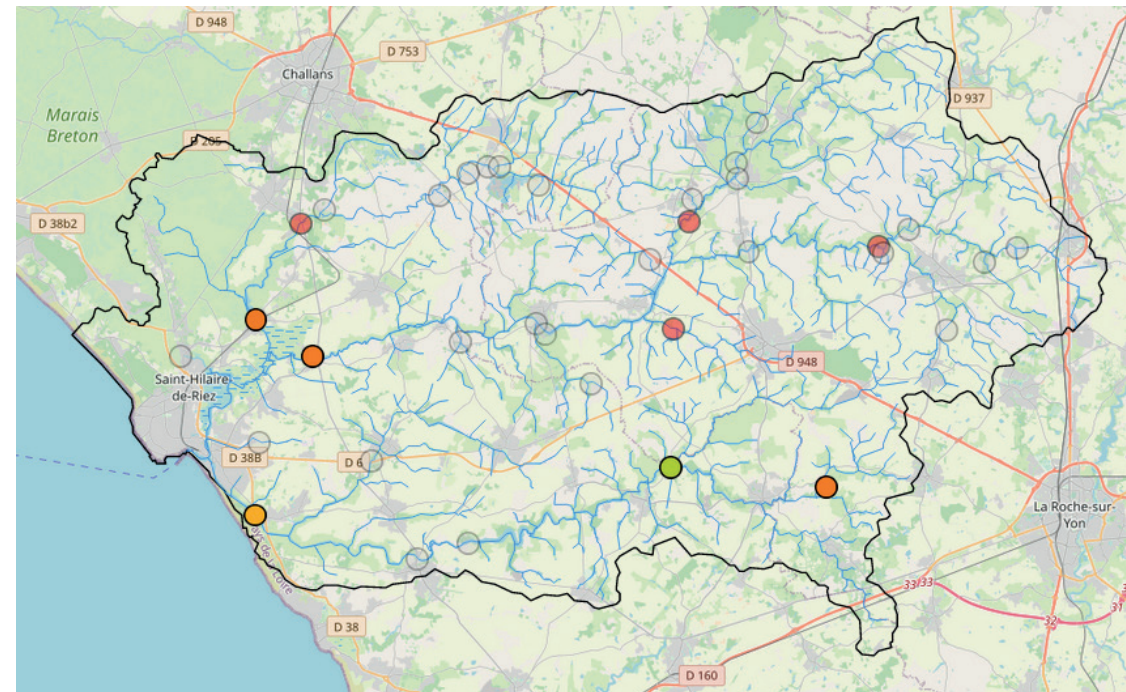 D 948
D 753
Challans
D 937
Marais
Breton
D 205
D 38b2
D 948
Saint-Hilaire
de-Riez
D 38B
D 6
La Roche-sur-
Yon
33/33
32
31
D 38
D 160